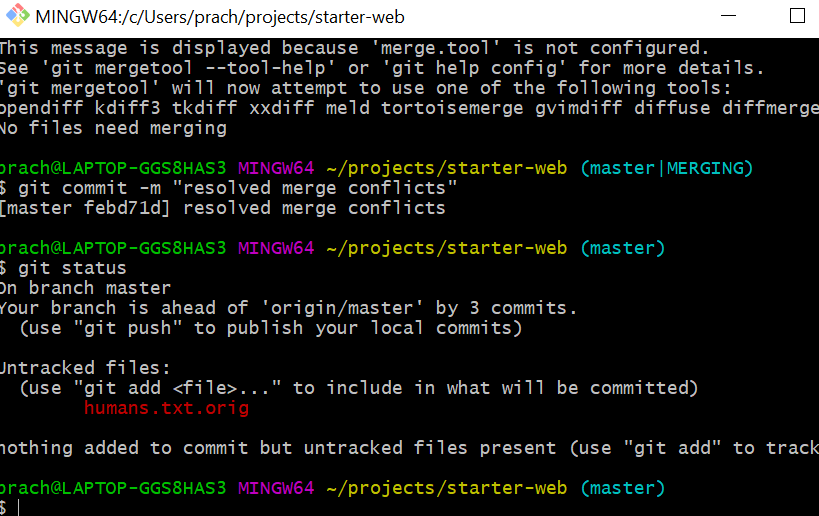 MINGW64:/c/Users/prach/projects/starter-web
This message is displayed because 'merge.tool' is not configured.
See 'git mergetool --tool-help' or 'git help config' for more details.
'git mergetool' will now attempt to use one of the following tools:
opendiff kdiff3 tkdiff xxdiff meld tortoisemerge gvimdiff diffuse diffmerge
No files need merging
prach@LAPTOP-GGS8HAS3 MINGW64 ~/projects/starter-web (master|MERGING)
$ git commit -m "resolved merge conflicts"
[master febd71d] resolved merge conflicts
prach@LAPTOP-GGS8HAS3 MINGW64 ~/projects/starter-web (master)
$ git status
On branch master
Your branch is ahead of 'origin/master' by 3 commits.
(use "git push" to publish your local commits)
Untracked files:
(use "git add <file>..." to include in what will be committed)
humans.txt.orig
nothing added to commit but untracked files present (use "git add" to track
prach@LAPTOP-GGS8HAS3 MINGW64 ~/projects/starter-web (master)
$